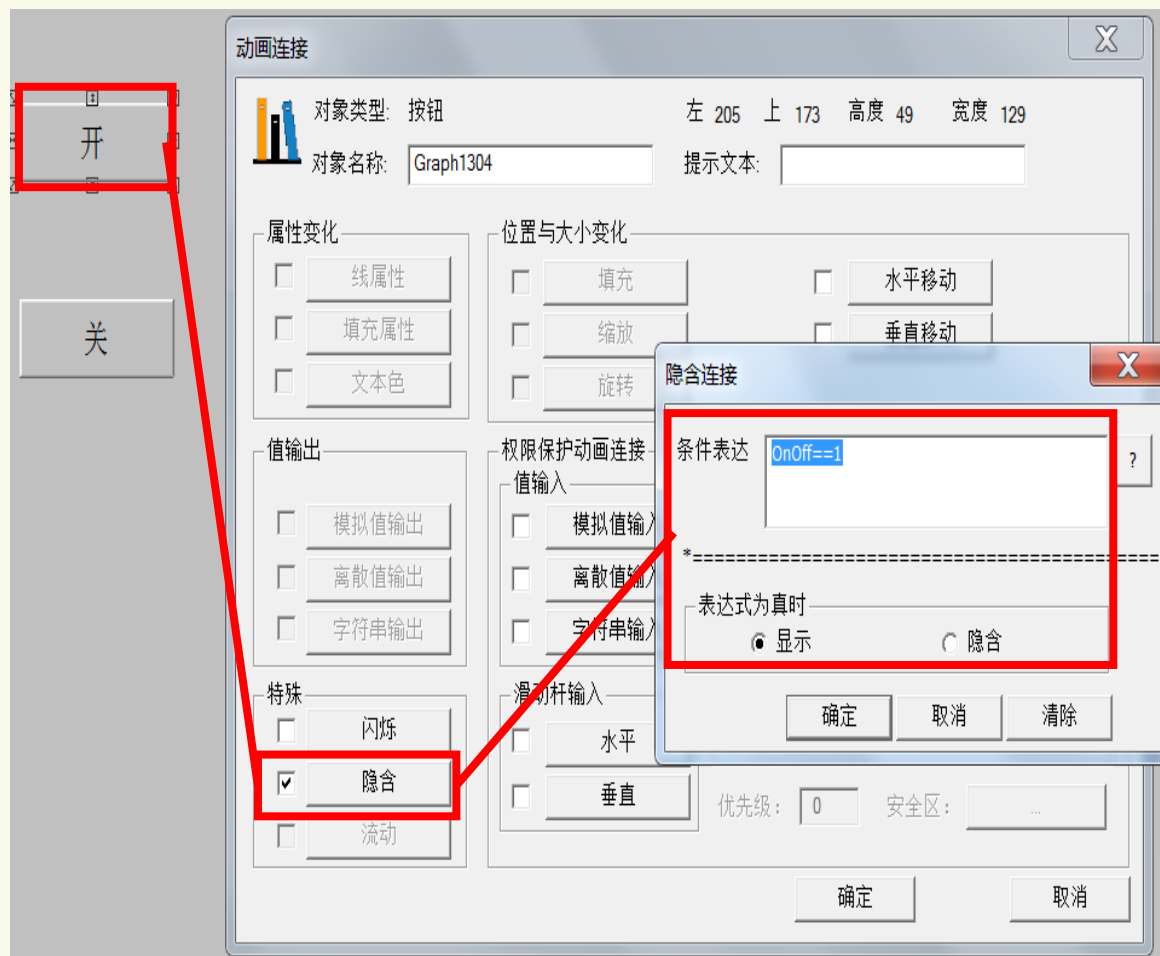 动画连接
开
关
对象类型: 按钮 左 205 上 173 高度 49 宽度 129
对象名称: Graph1304 提示文本:
属性变化
线属性
填充属性
文本色
位置与大小变化
填充 水平移动
缩放 垂直移动
旋转
隐含连接
条件表达 OnOff==1 ?
*============================================
表达式为真时
显示 隐含
确定 取消 清除
值输出
模拟值输出
离散值输出
字符串输出
权限保护动画连接
值输入
模拟值输入
离散值输入
字符串输入
特殊
闪烁
隐含
流动
滑动杆输入
水平
垂直
优先级: 0 安全区: ...
确定 取消